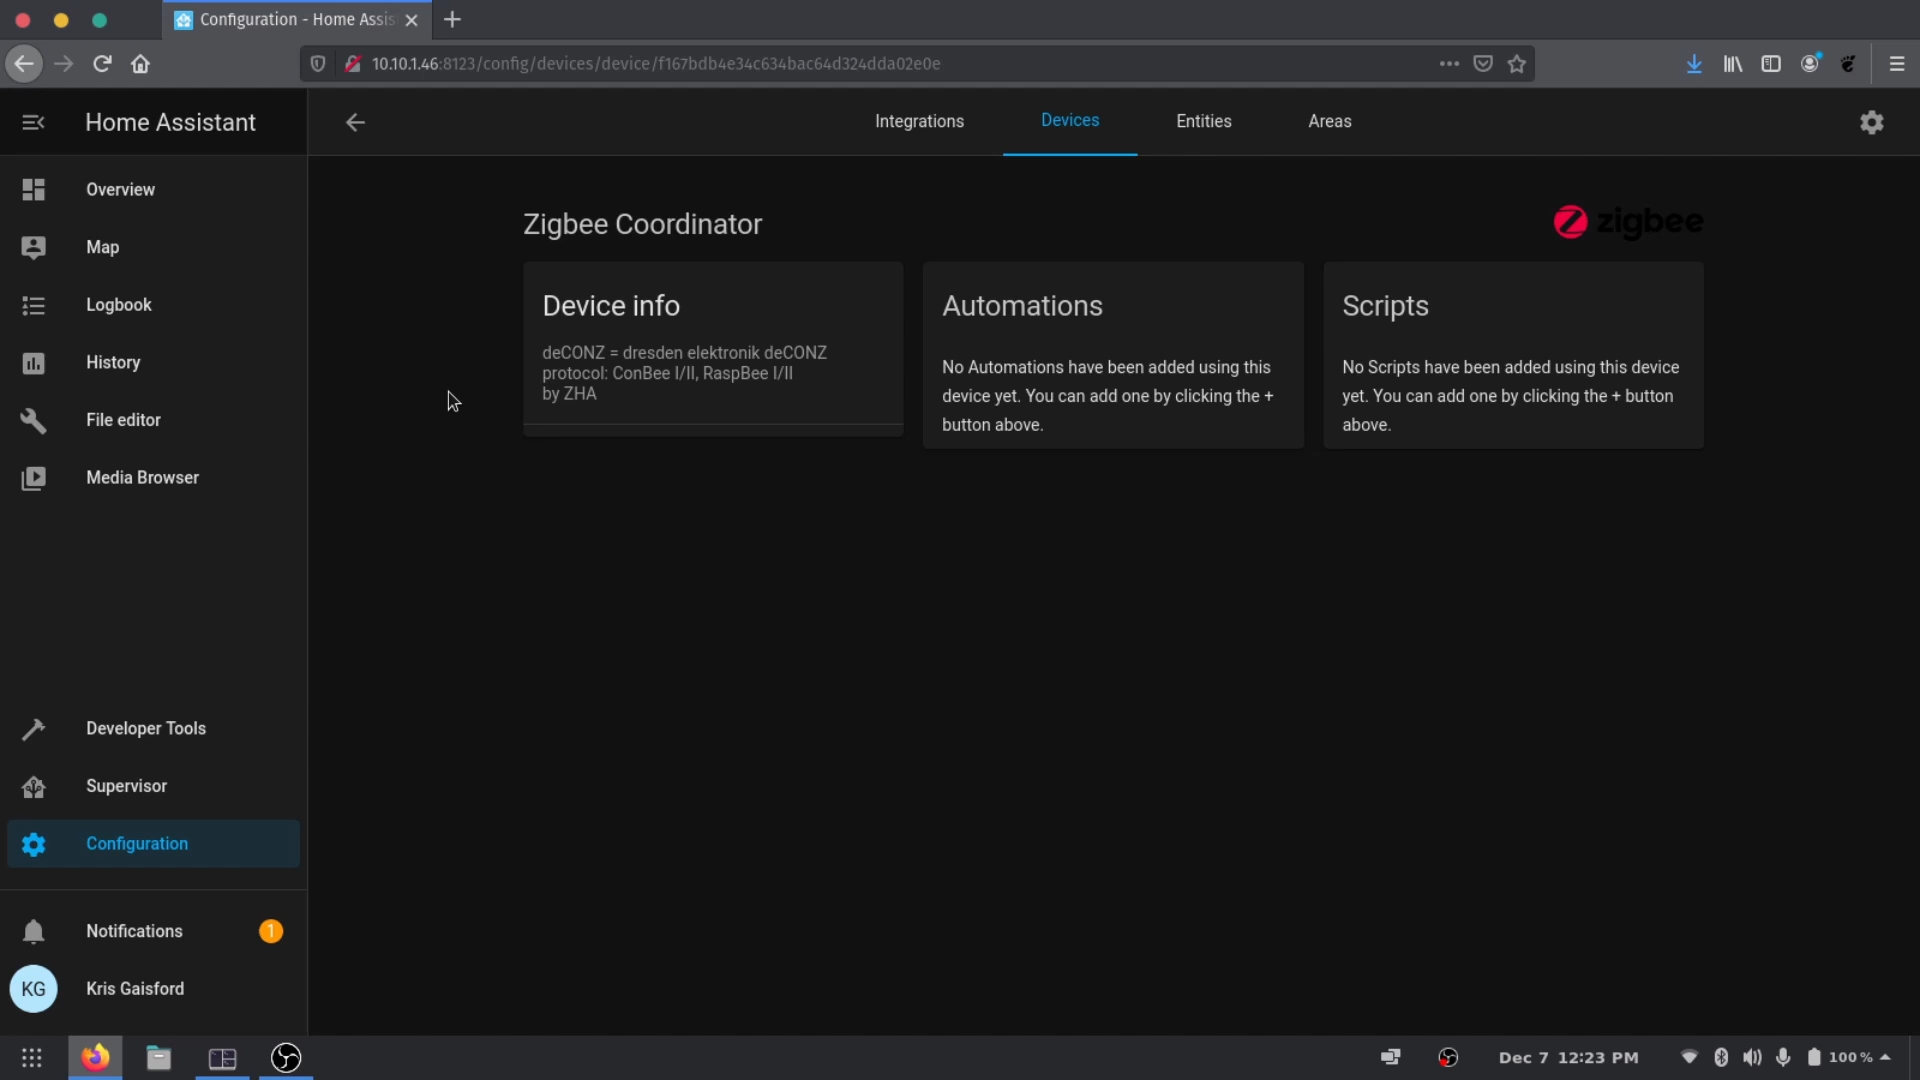 Configuration - Home Assis
10.10.1.46:8123/config/devices/device/f167bdb4e34c634bac64d324dda02e0e
Home Assistant
Integrations
Devices
Entities
Areas
Overview
Map
Logbook
History
File editor
Media Browser
Developer Tools
Supervisor
Configuration
Notifications
1
KG
Kris Gaisford
Zigbee Coordinator
zigbee
Device info
deCONZ = dresden elektronik deCONZ
protocol: ConBee I/II, RaspBee I/II
by ZHA
Automations
No Automations have been added using this
device yet. You can add one by clicking the +
button above.
Scripts
No Scripts have been added using this device
yet. You can add one by clicking the + button
above.
Dec 7 12:23 PM
100 %